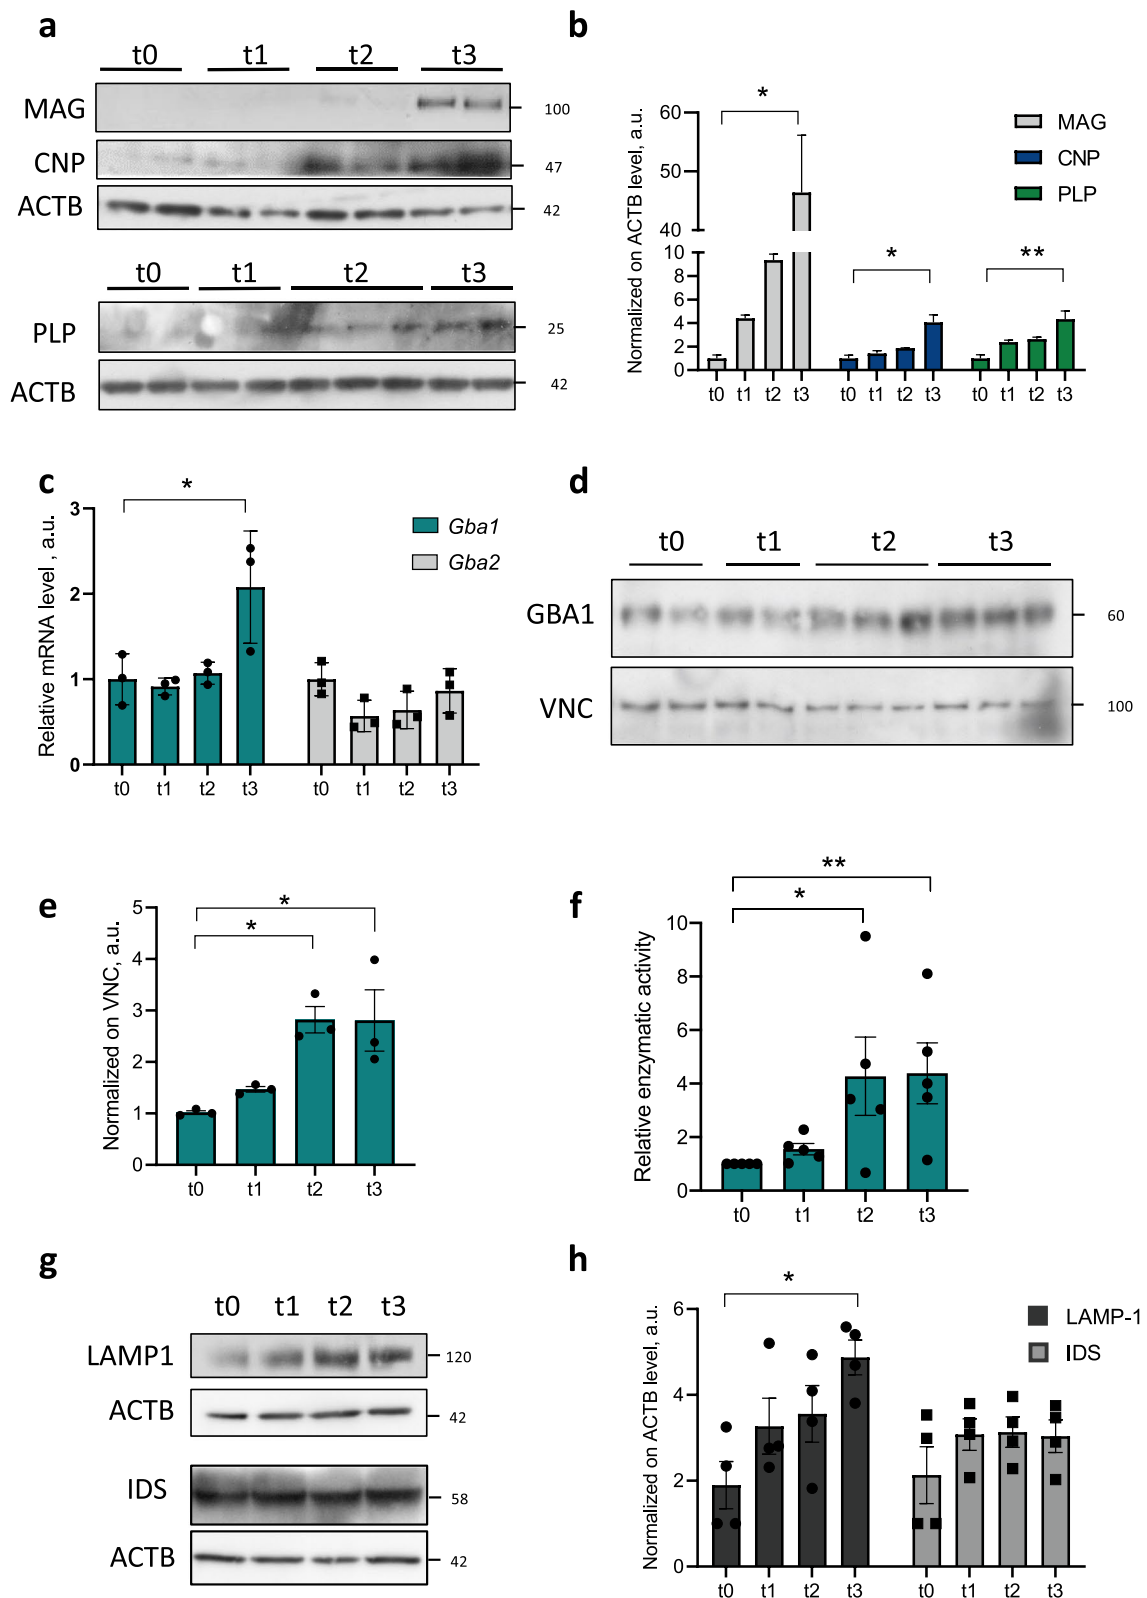 a
t0 t1 t2 t3
MAG 100
CNP 47
ACTB 42
t0 t1 t2 t3
PLP 25
ACTB 42
b
Normalized on ACTB level, a.u.
60
50
40
10
8
6
4
2
0
* * **
t0 t1 t2 t3 t0 t1 t2 t3 t0 t1 t2 t3
MAG
CNP
PLP
c
Relative mRNA level , a.u.
3
2
1
0
*
t0 t1 t2 t3 t0 t1 t2 t3
Gba1
Gba2
d
t0 t1 t2 t3
GBA1 60
VNC 100
e
Normalized on VNC, a.u.
5
4
3
2
1
0
*
*
t0 t1 t2 t3
f
Relative enzymatic activity
10
8
6
4
2
0
**
*
t0 t1 t2 t3
g
t0 t1 t2 t3
LAMP1 120
ACTB 42
IDS 58
ACTB 42
h
Normalized on ACTB level, a.u.
6
4
2
0
*
t0 t1 t2 t3 t0 t1 t2 t3
LAMP-1
IDS